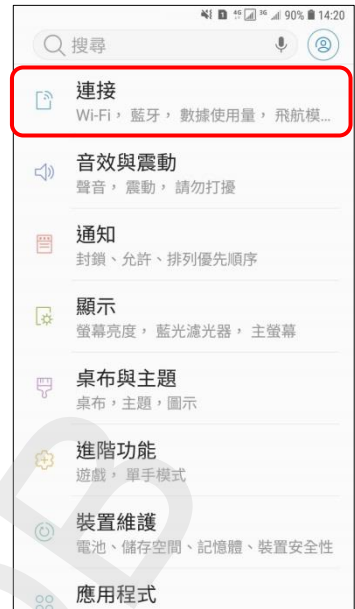 4G 3G 90% 14:20
搜尋
連接
Wi-Fi， 藍牙， 數據使用量， 飛航模...
音效與震動
聲音， 震動， 請勿打擾
通知
封鎖、允許、排列優先順序
顯示
螢幕亮度， 藍光濾光器， 主螢幕
桌布與主題
桌布，主題，圖示
進階功能
遊戲， 單手模式
裝置維護
電池、儲存空間、記憶體、裝置安全性
應用程式